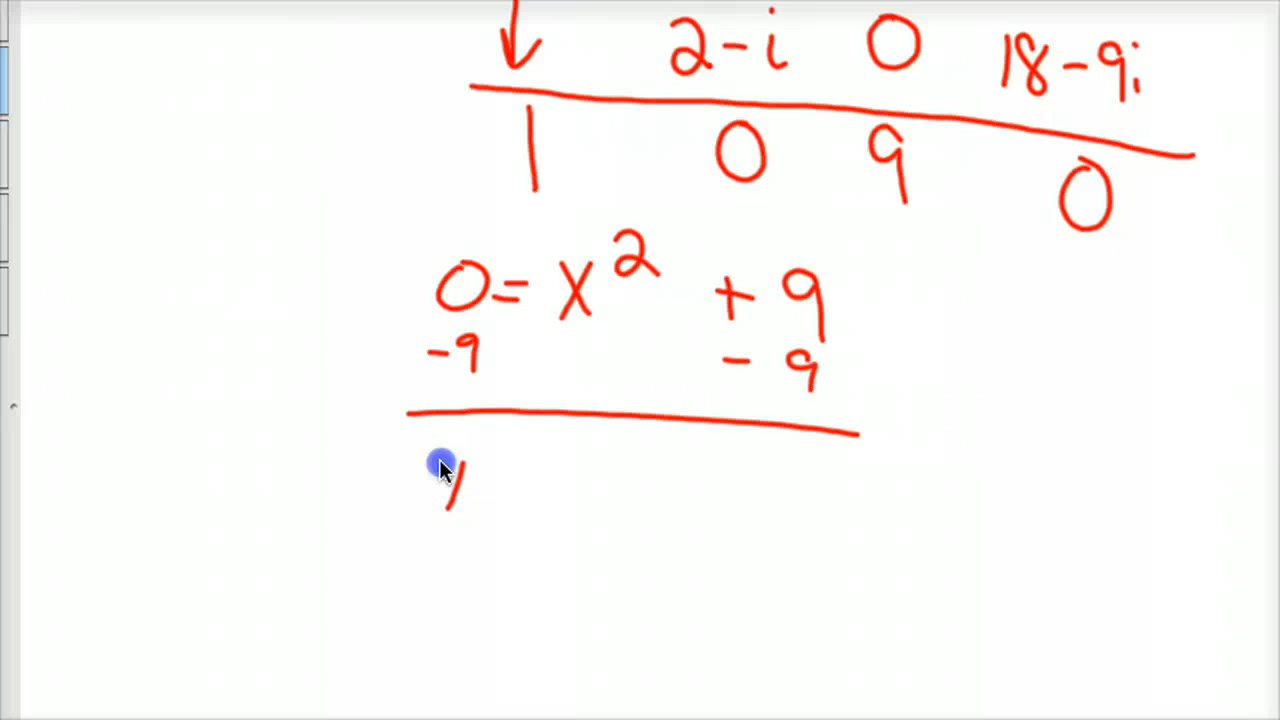 ↓ 2-i 0 18-9i
1 0 9 0
0 = x² + 9
-9 - 9